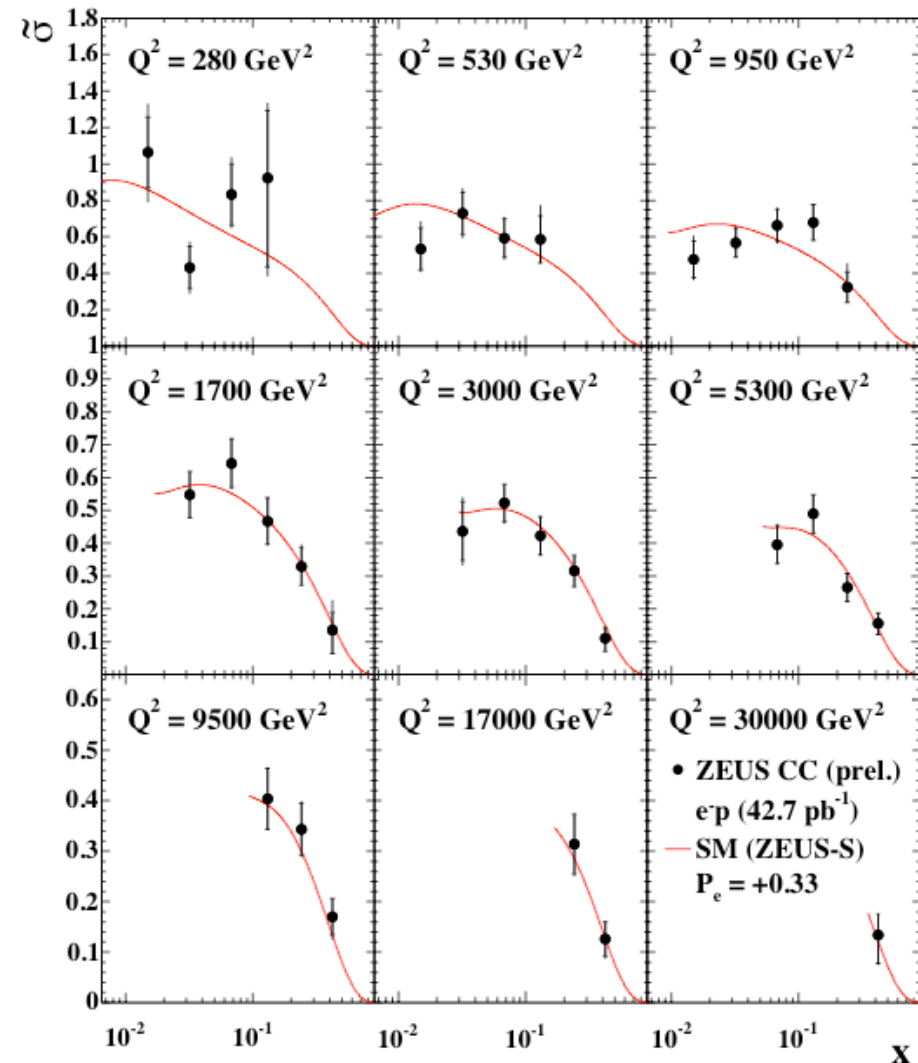 σ̃
1.8
1.6
1.4
1.2
1
0.8
0.6
0.4
0.2
Q² = 280 GeV²
Q² = 530 GeV²
Q² = 950 GeV²
1
0.9
0.8
0.7
0.6
0.5
0.4
0.3
0.2
0.1
Q² = 1700 GeV²
Q² = 3000 GeV²
Q² = 5300 GeV²
0.6
0.5
0.4
0.3
0.2
0.1
0
Q² = 9500 GeV²
Q² = 17000 GeV²
Q² = 30000 GeV²
ZEUS CC (prel.)
e⁻p (42.7 pb⁻¹)
SM (ZEUS-S)
Pₑ = +0.33
10⁻² 10⁻¹ 10⁻² 10⁻¹ 10⁻² 10⁻¹
x